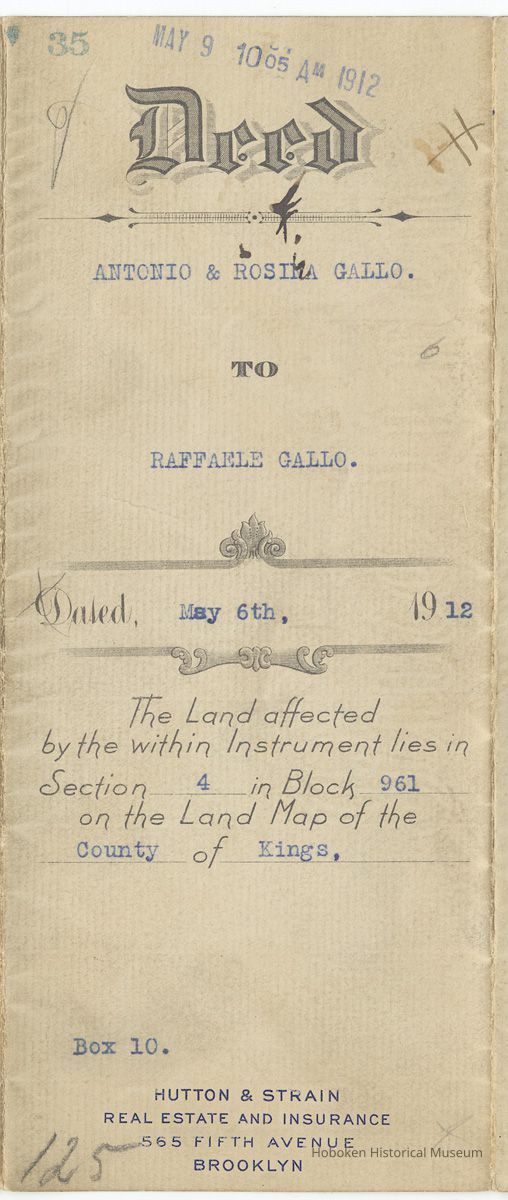 35
MAY 9 10 05 AM 1912
Deed
ANTONIO & ROSINA GALLO.
TO
6
RAFFAELE GALLO.
Dated, May 6th, 1912
The Land affected
by the within Instrument lies in
Section 4 in Block 961
on the Land Map of the
County of Kings,
Box 10.
HUTTON & STRAIN
REAL ESTATE AND INSURANCE
565 FIFTH AVENUE
BROOKLYN
125
Hoboken Historical Museum